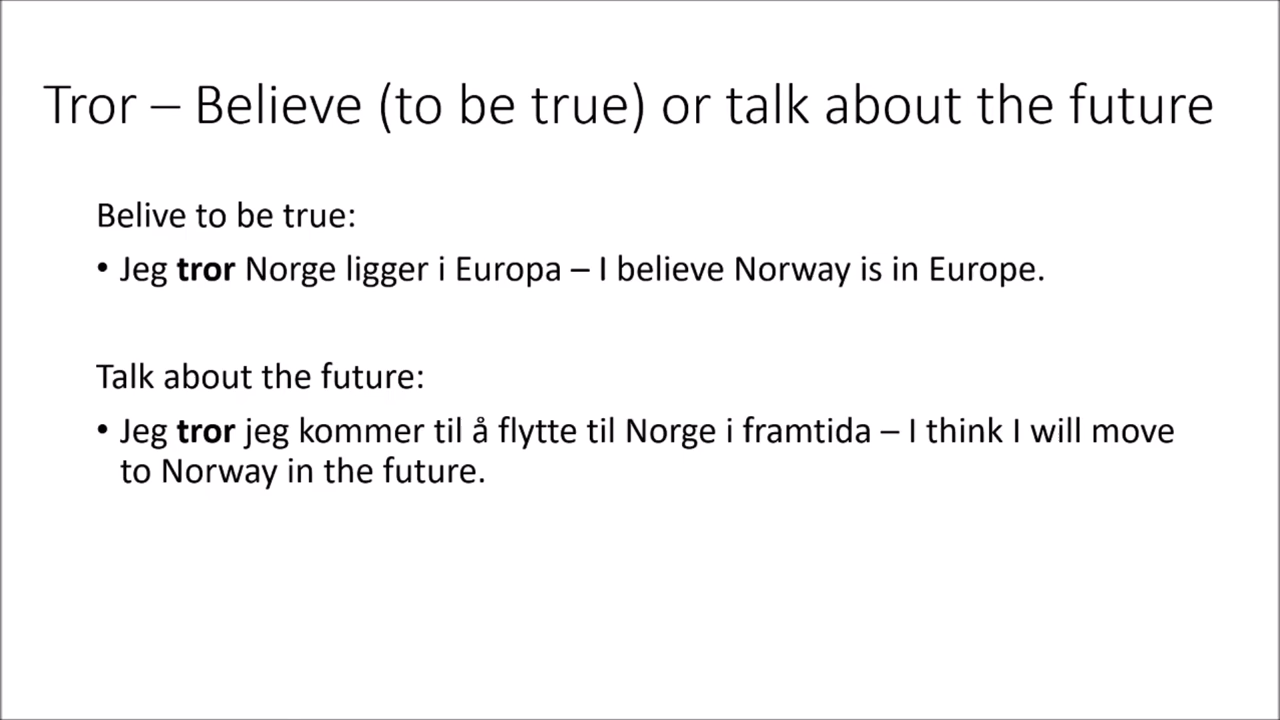 Tror – Believe (to be true) or talk about the future
Belive to be true:
• Jeg tror Norge ligger i Europa – I believe Norway is in Europe.
Talk about the future:
• Jeg tror jeg kommer til å flytte til Norge i framtida – I think I will move
to Norway in the future.